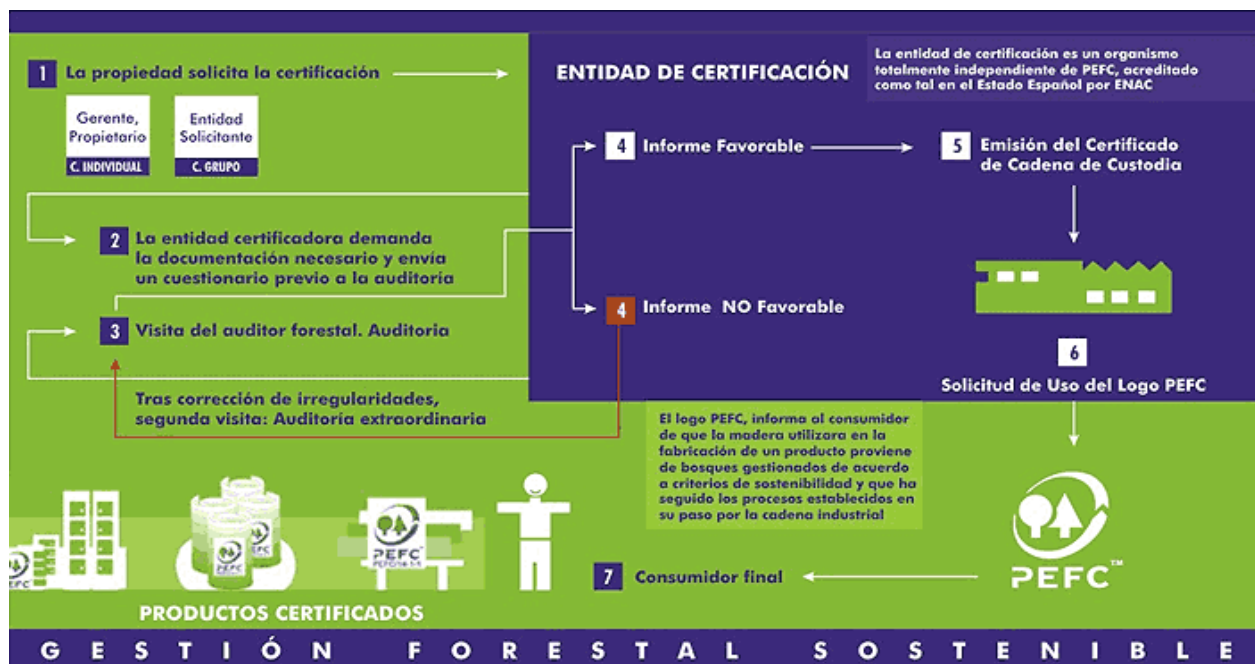 1 La propiedad solicita la certificación
Gerente,
Propietario
C. INDIVIDUAL
Entidad
Solicitante
C. GRUPO
ENTIDAD DE CERTIFICACIÓN
La entidad de certificación es un organismo
totalmente independiente de PEFC, acreditado
como tal en el Estado Español por ENAC
2 La entidad certificadora demanda
la documentación necesario y envía
un cuestionario previo a la auditoría
3 Visita del auditor forestal. Auditoria
4 Informe Favorable
5 Emisión del Certificado
de Cadena de Custodia
4 Informe NO Favorable
Tras corrección de irregularidades,
segunda visita: Auditoría extraordinaria
6
Solicitud de Uso del Logo PEFC
El logo PEFC, informa al consumidor
de que la madera utilizara en la
fabricación de un producto proviene
de bosques gestionados de acuerdo
a criterios de sostenibilidad y que ha
seguido los procesos establecidos en
su paso por la cadena industrial
PEFC™
7 Consumidor final
PEFC
PEFC
PEFC™
PRODUCTOS CERTIFICADOS
GESTIÓN FORESTAL SOSTENIBLE